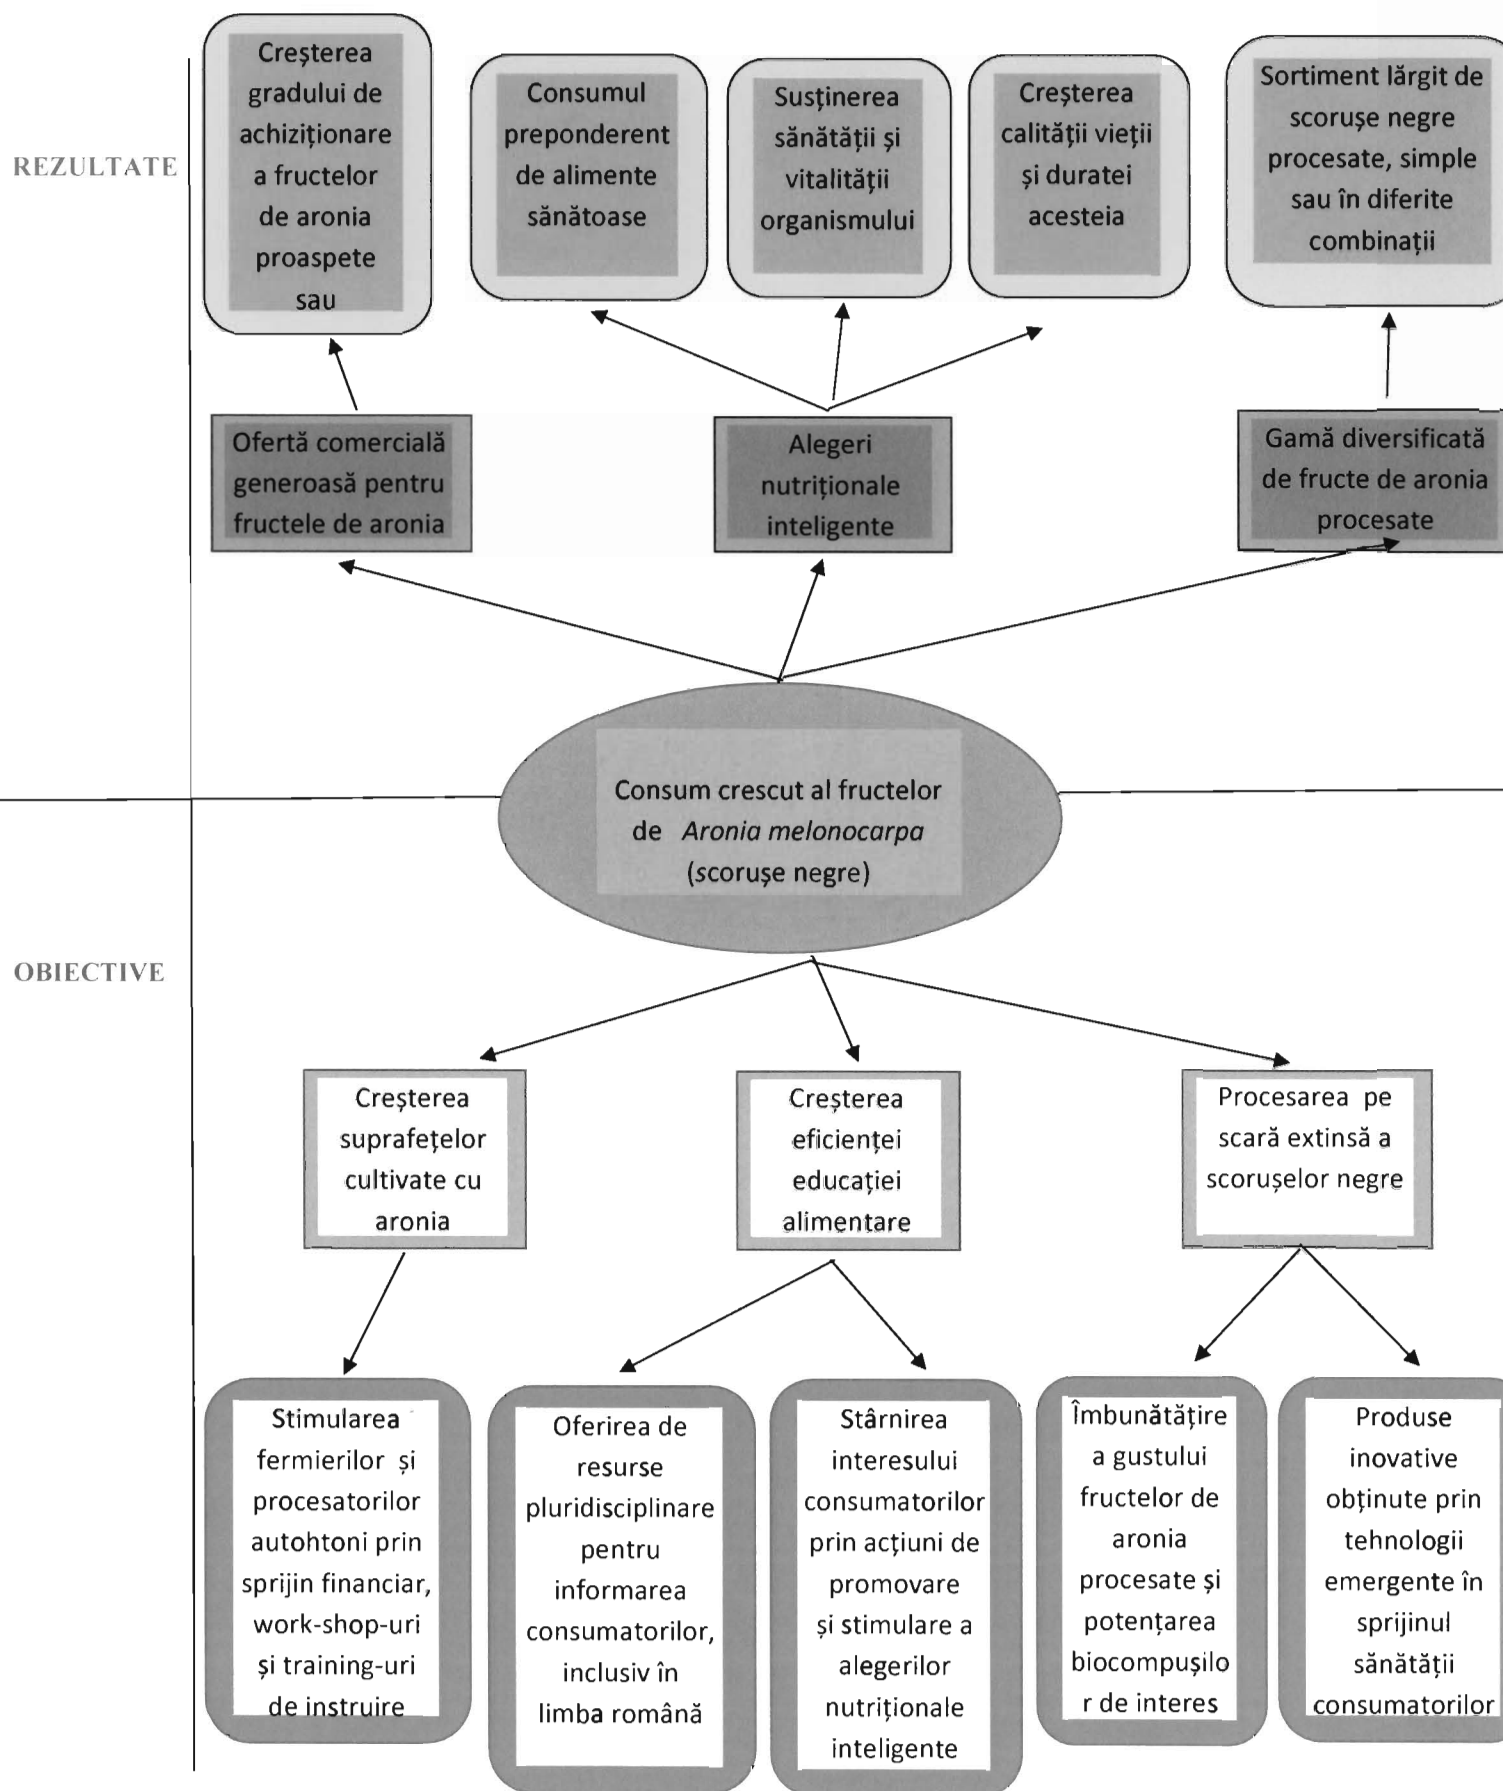 REZULTATE
Creșterea
gradului de
achiziționare
a fructelor
de aronia
proaspete
sau
Consumul
preponderent
de alimente
sănătoase
Susținerea
sănătății și
vitalității
organismului
Creșterea
calității vieții
și duratei
acesteia
Sortiment lărgit de
scorușe negre
procesate, simple
sau în diferite
combinații
Ofertă comercială
generoasă pentru
fructele de aronia
Alegeri
nutriționale
inteligente
Gamă diversificată
de fructe de aronia
procesate
Consum crescut al fructelor
de Aronia melonocarpa
(scorușe negre)
OBIECTIVE
Creșterea
suprafețelor
cultivate cu
aronia
Creșterea
eficienței
educației
alimentare
Procesarea pe
scară extinsă a
scorușelor negre
Stimularea
fermierilor și
procesatorilor
autohtoni prin
sprijin financiar,
work-shop-uri
și training-uri
de instruire
Oferirea de
resurse
pluridisciplinare
pentru
informarea
consumatorilor,
inclusiv în
limba română
Stârnirea
interesului
consumatorilor
prin acțiuni de
promovare
și stimulare a
alegerilor
nutriționale
inteligente
Îmbunătățire
a gustului
fructelor de
aronia
procesate și
potențarea
biocompușilo
r de interes
Produse
inovative
obținute prin
tehnologii
emergente în
sprijinul
sănătății
consumatorilor